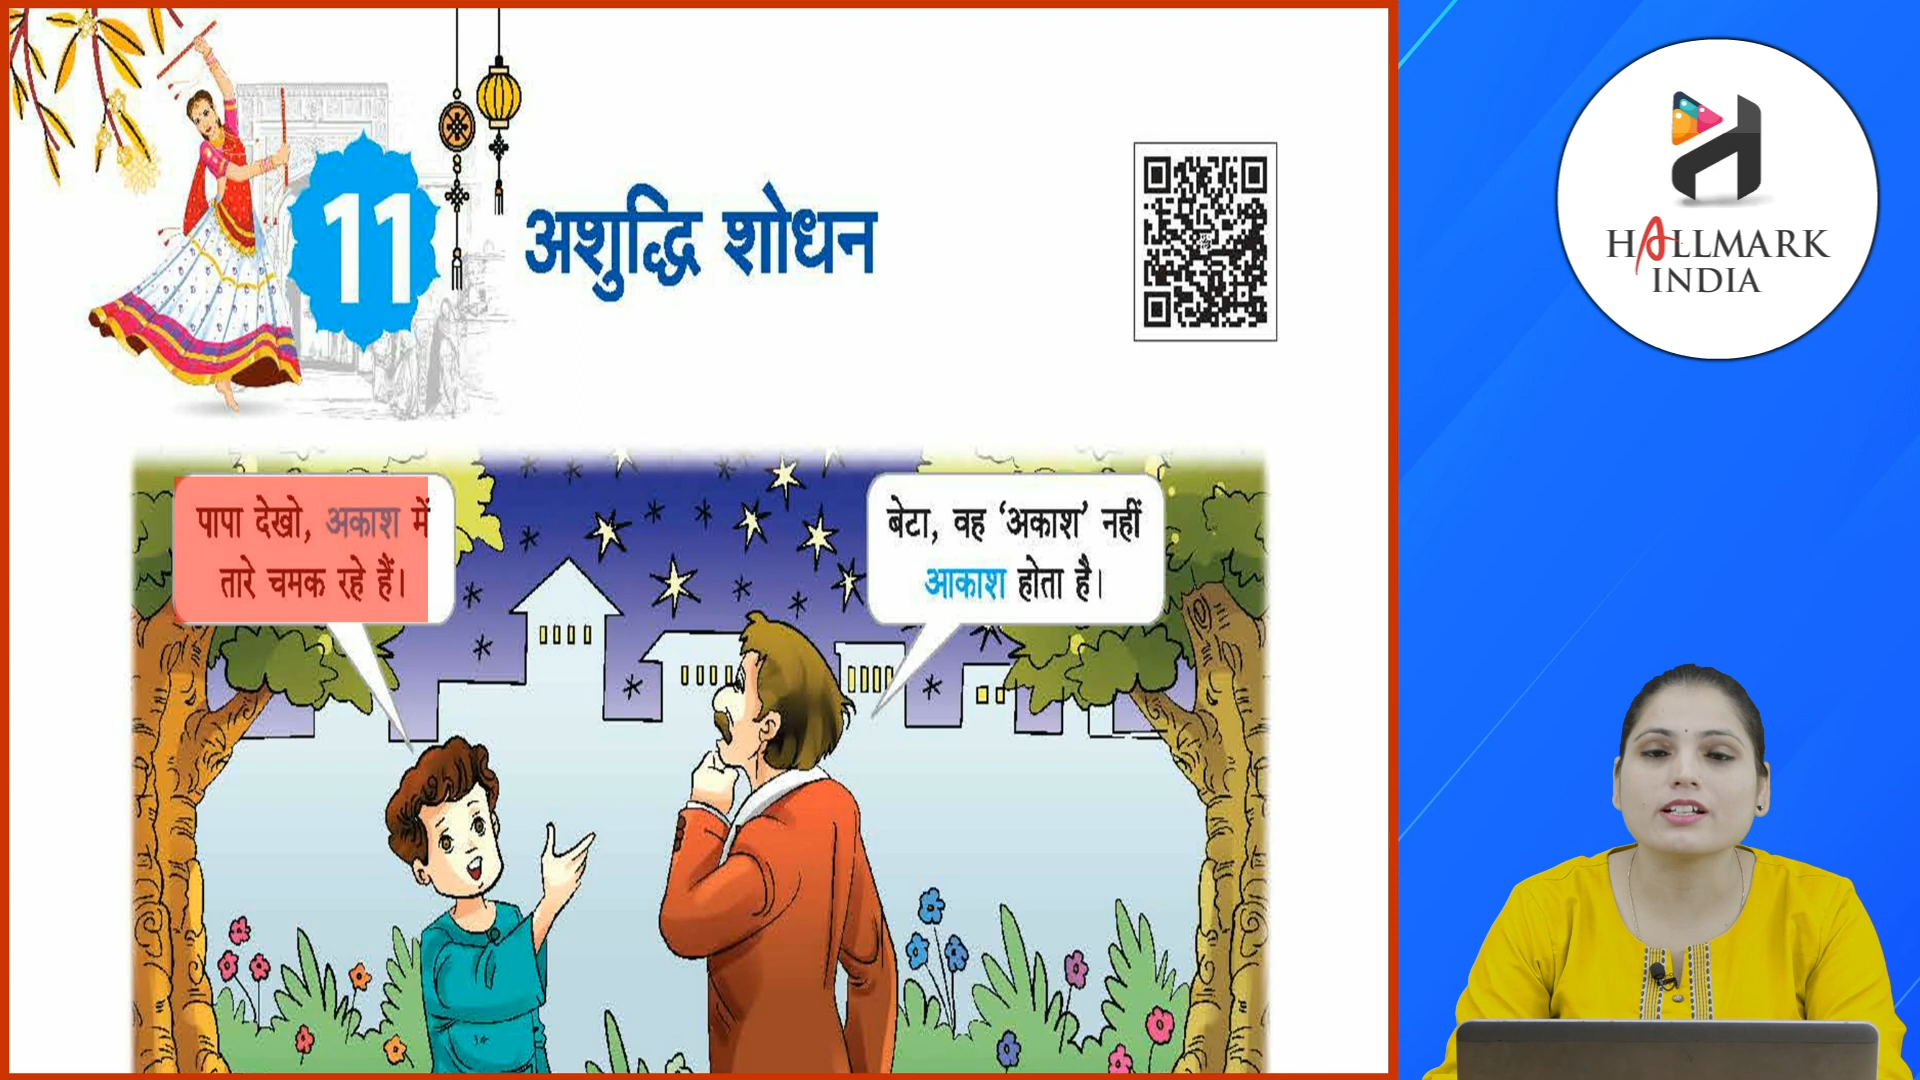 11
अशुद्धि शोधन
पापा देखो, अकाश में
तारे चमक रहे हैं।
बेटा, वह ‘अकाश’ नहीं
आकाश होता है।
HALLMARK
INDIA